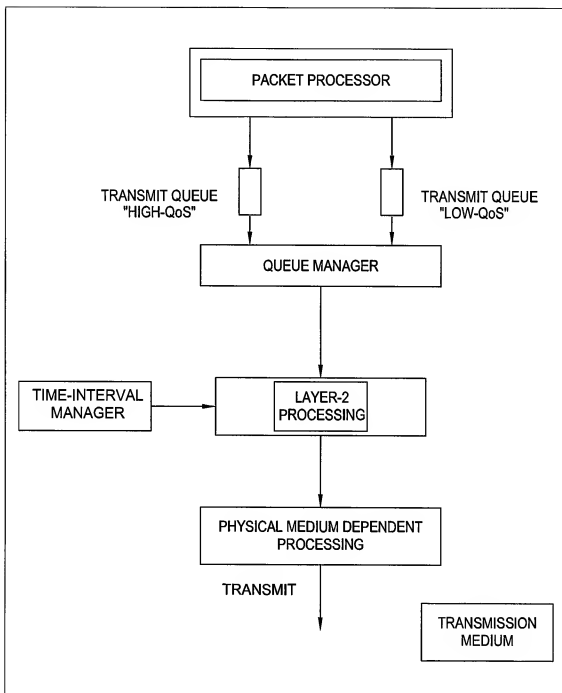 PACKET PROCESSOR
TRANSMIT QUEUE
"HIGH-QoS"
TRANSMIT QUEUE
"LOW-QoS"
QUEUE MANAGER
TIME-INTERVAL
MANAGER
LAYER-2
PROCESSING
PHYSICAL MEDIUM DEPENDENT
PROCESSING
TRANSMIT
TRANSMISSION
MEDIUM